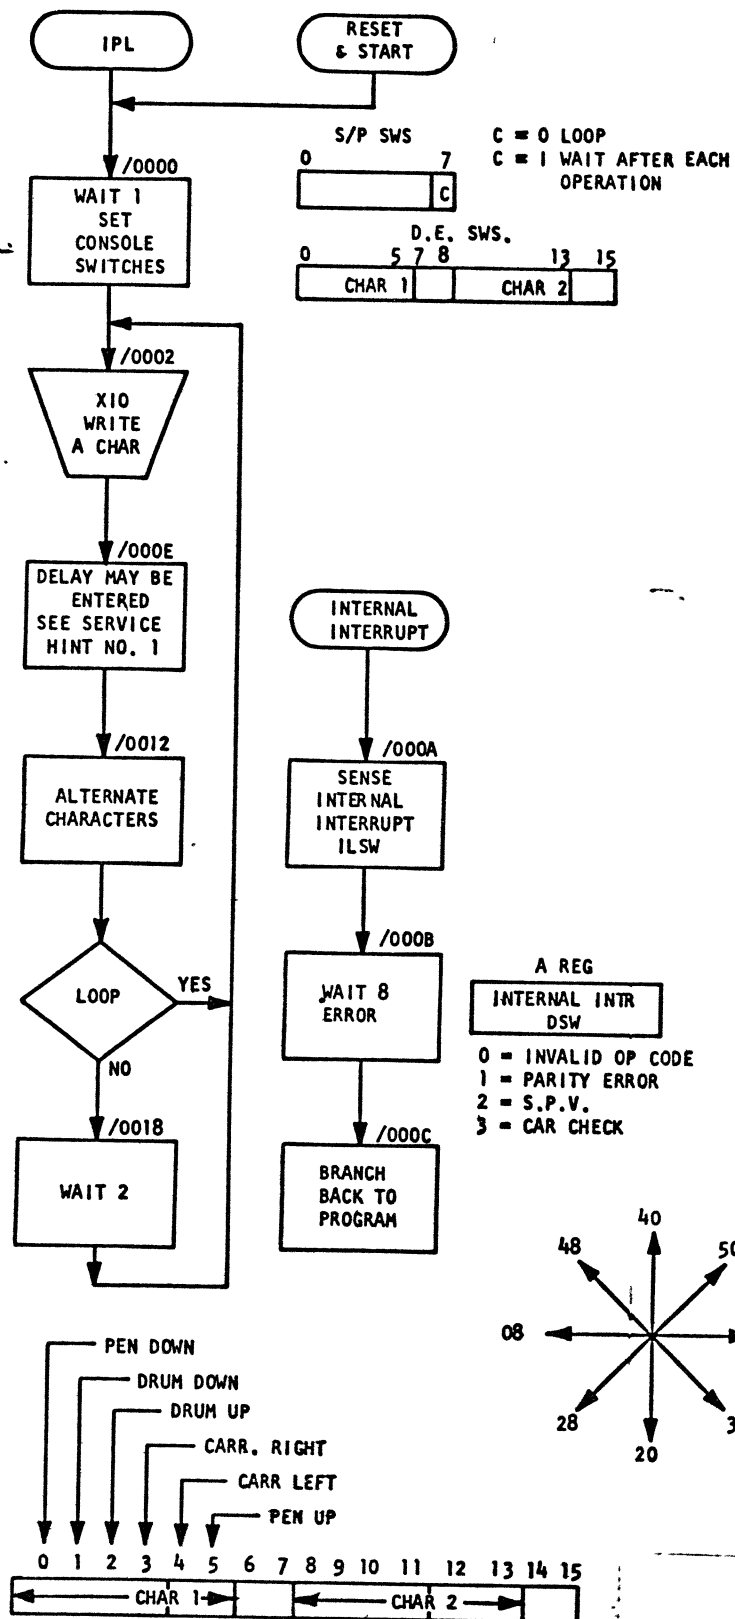 IPL
RESET
& START
/0000
WAIT 1
SET
CONSOLE
SWITCHES
S/P SWS
0 7
C
C = 0 LOOP
C = 1 WAIT AFTER EACH
OPERATION
D.E. SWS.
0 5 7 8 13 15
CHAR 1 CHAR 2
/0002
XIO
WRITE
A CHAR
/000E
DELAY MAY BE
ENTERED
SEE SERVICE
HINT NO. 1
/0012
ALTERNATE
CHARACTERS
LOOP
YES
NO
/0018
WAIT 2
INTERNAL
INTERRUPT
/000A
SENSE
INTERNAL
INTERRUPT
ILSW
/000B
WAIT 8
ERROR
/000C
BRANCH
BACK TO
PROGRAM
A REG
INTERNAL INTR
DSW
0 = INVALID OP CODE
1 = PARITY ERROR
2 = S.P.V.
3 = CAR CHECK
40
48 50
08
28 3
20
PEN DOWN
DRUM DOWN
DRUM UP
CARR. RIGHT
CARR LEFT
PEN UP
0 1 2 3 4 5 6 7 8 9 10 11 12 13 14 15
CHAR 1 CHAR 2